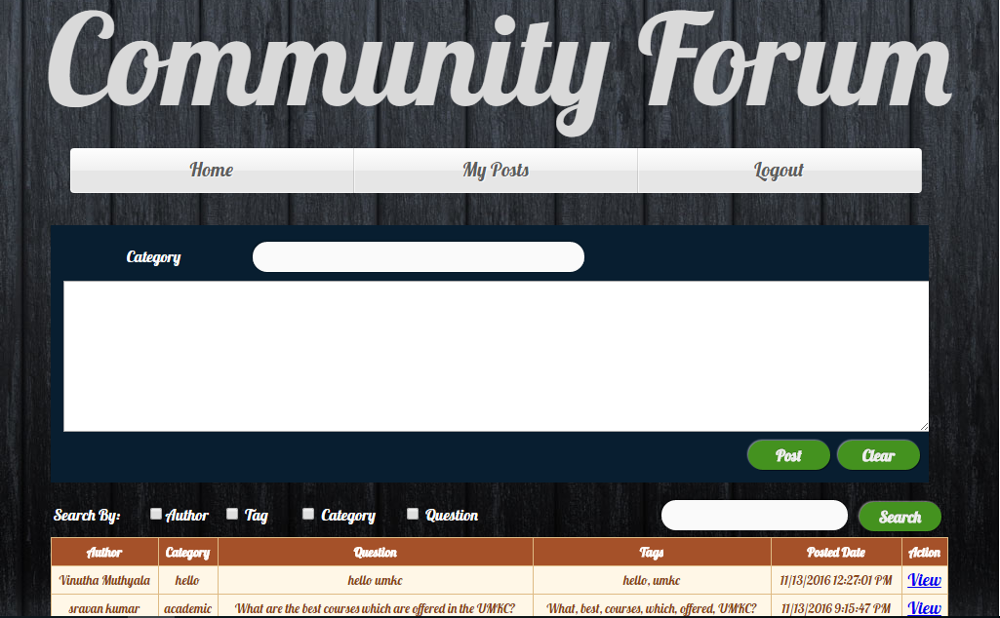 Community Forum
Home My Posts Logout
Category
Post Clear
Search By: Author Tag Category Question Search
Author Category Question Tags Posted Date Action
Vinutha Muthyala hello hello umkc hello, umkc 11/13/2016 12:27:01 PM View
sravan kumar academic What are the best courses which are offered in the UMKC? What, best, courses, which, offered, UMKC? 11/13/2016 9:15:47 PM View